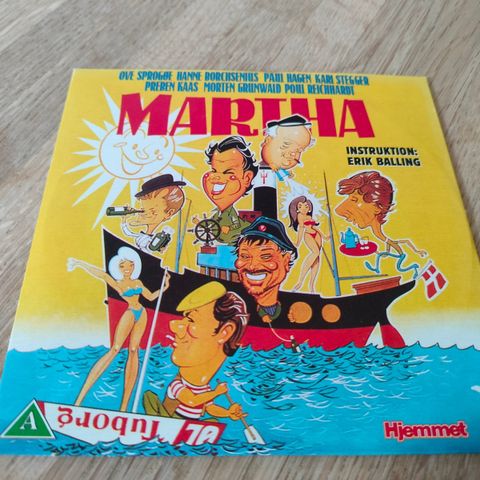 OVE SPROGØE HANNE BORCHSENIUS PAUL HAGEN KARL STEGGER
PREBEN KAAS MORTEN GRUNWALD POUL REICHHARDT
MARTHA
INSTRUKTION:
ERIK BALLING
A
Tuborg
Hjemmet